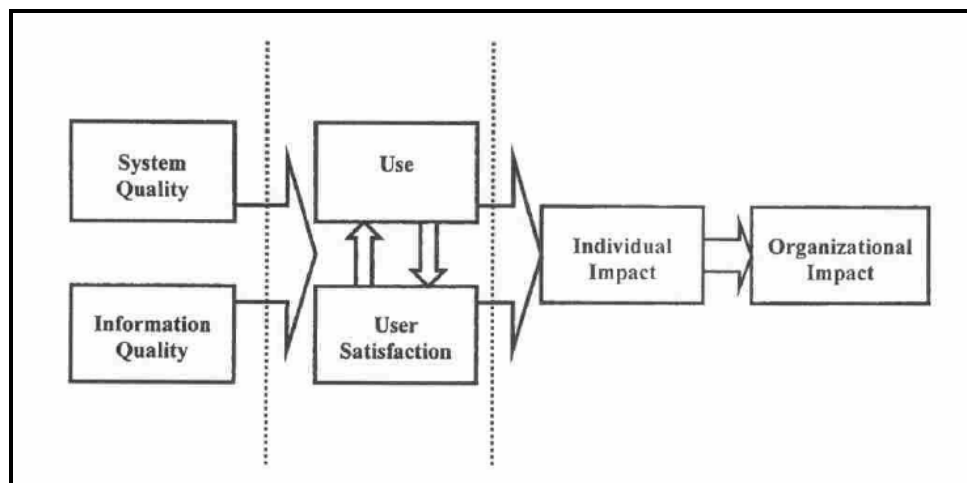 System
Quality
Information
Quality
Use
User
Satisfaction
Individual
Impact
Organizational
Impact